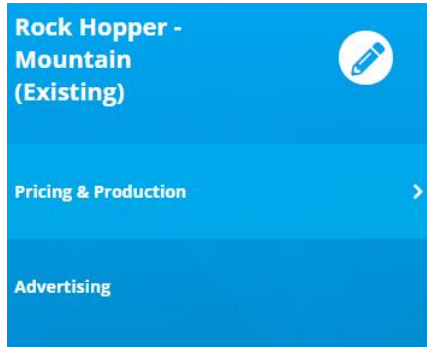 Rock Hopper -
Mountain
(Existing)
Pricing & Production
Advertising